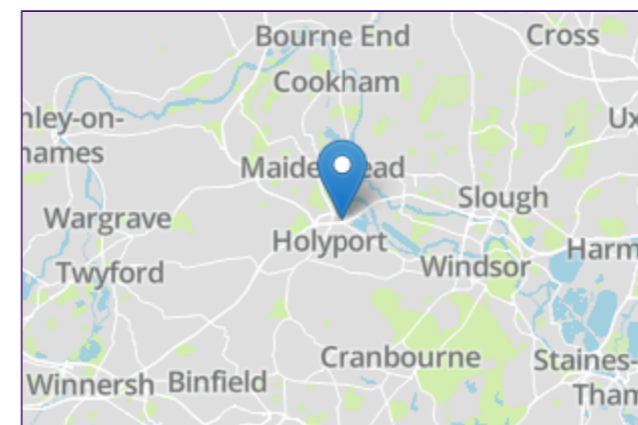 Bourne End
Cross
Cookham
nley-on-
hames
Ux
Maide ead
Slough
Wargrave
Holyport
Harm
Windsor
Twyford
Cranbourne
Staines-
Winnersh
Binfield
Tham